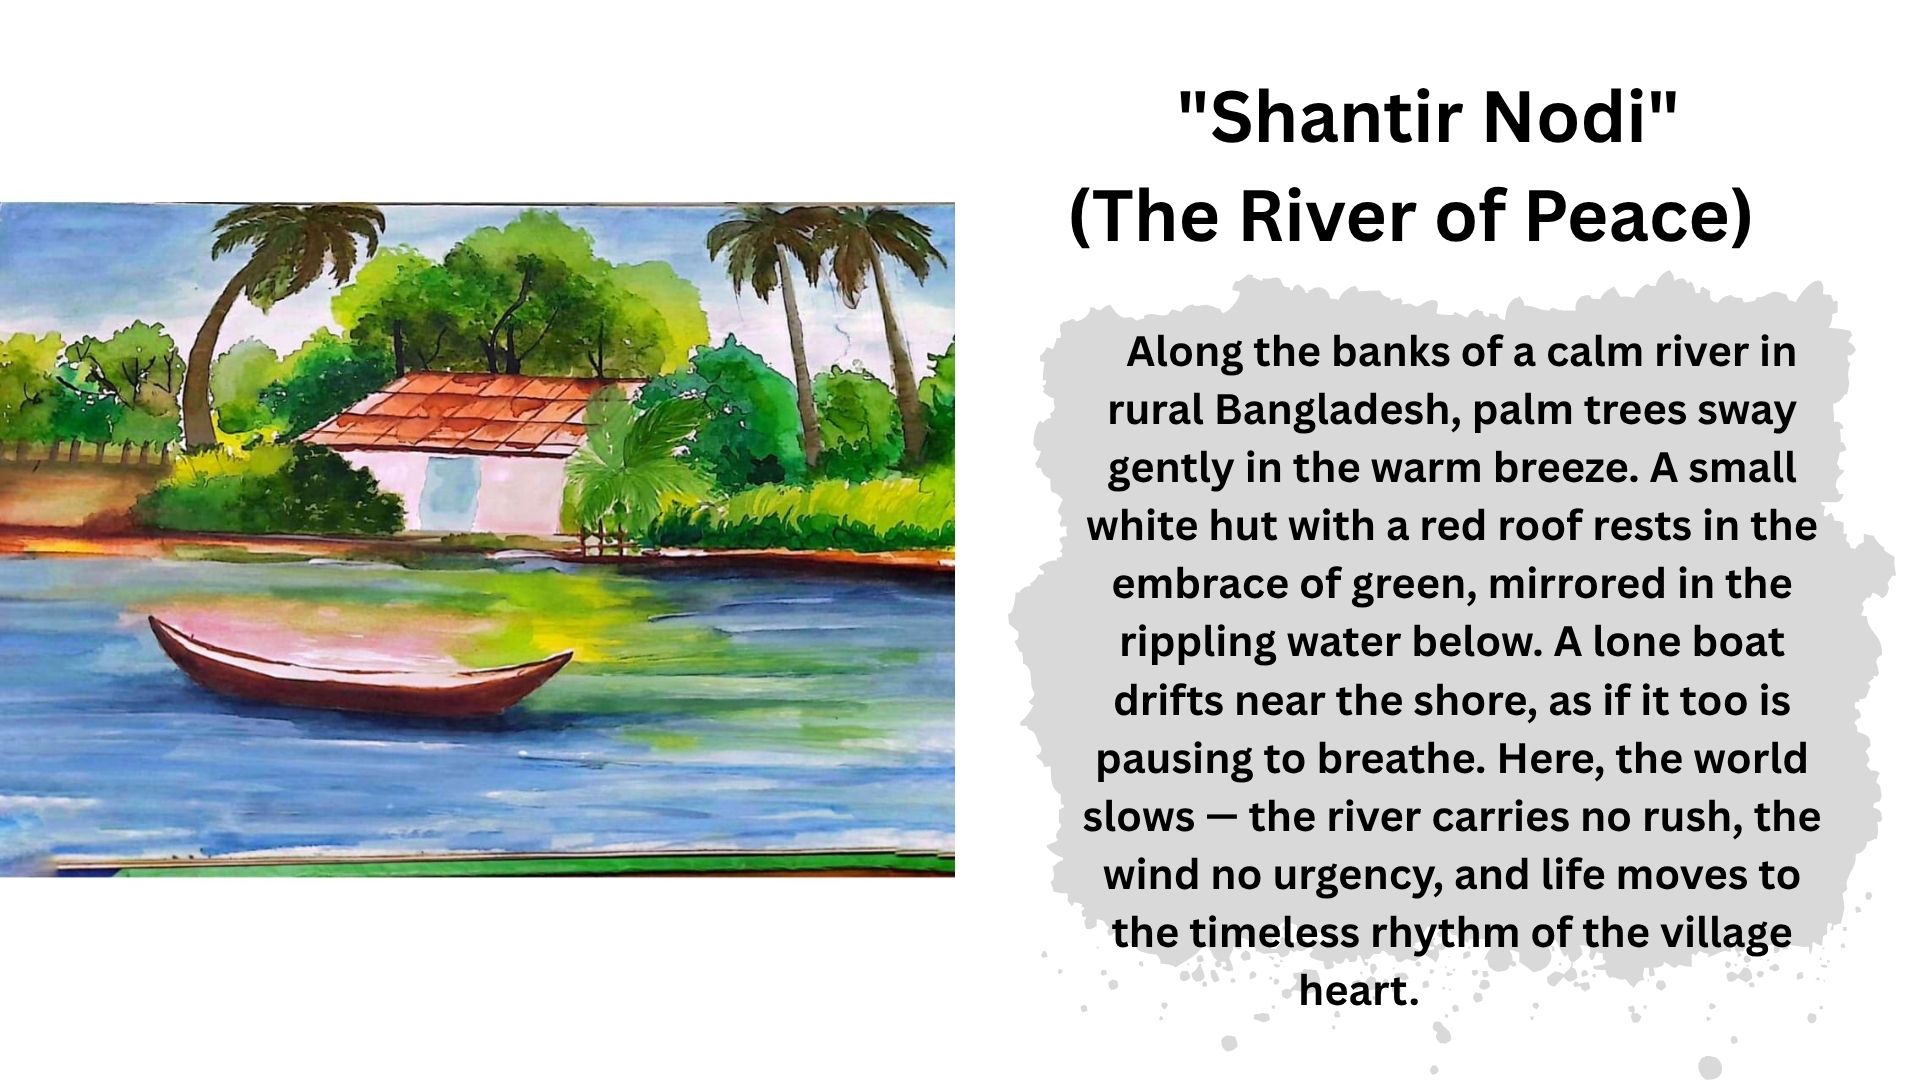 "Shantir Nodi"
(The River of Peace)
Along the banks of a calm river in
rural Bangladesh, palm trees sway
gently in the warm breeze. A small
white hut with a red roof rests in the
embrace of green, mirrored in the
rippling water below. A lone boat
drifts near the shore, as if it too is
pausing to breathe. Here, the world
slows — the river carries no rush, the
wind no urgency, and life moves to
the timeless rhythm of the village
heart.